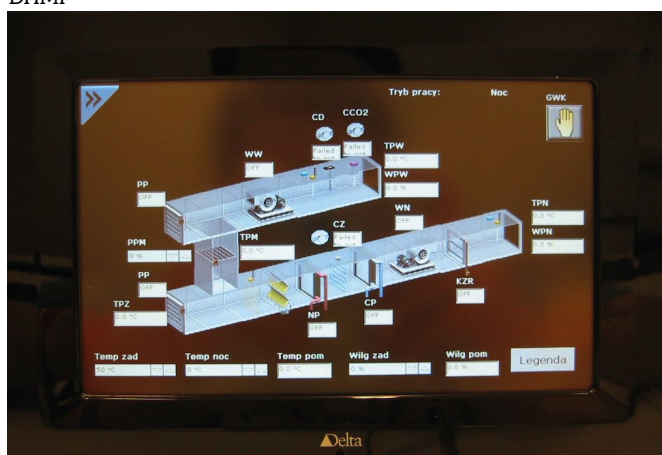 Tryb pracy: Noc
GWK
CD CCO2
Failed Failed
WW
OFF
TPW
0.0 °C
WPW
0.0 %
PP
OFF
WN
OFF
TPN
0.0 °C
WPN
0.0 %
CZ
Failed
TPM
0.0 °C
PPM
0 %
PP
OFF
TPZ
0.0 °C
KZR
OFF
NP
OFF
CP
OFF
Temp zad Temp noc Temp pom Wilg zad Wilg pom
50 °C 0 °C 0.0 °C 0 % 0.0 %
Legenda
Delta